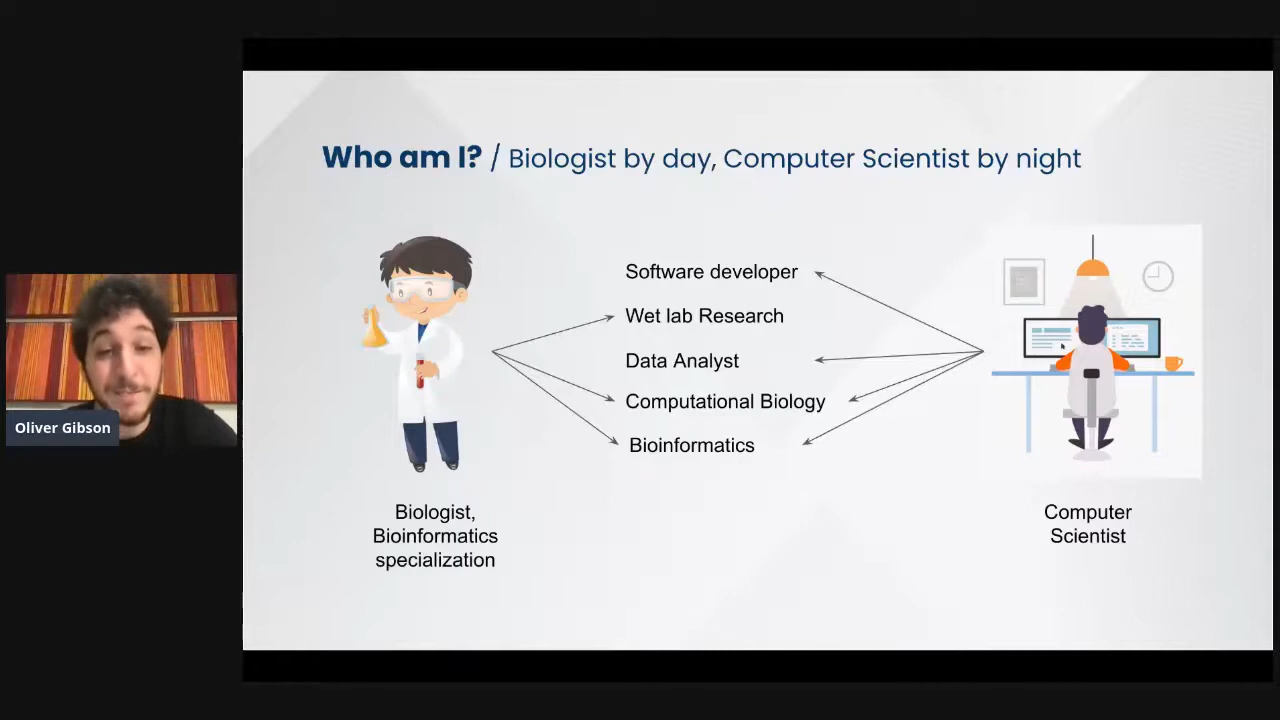 Who am I? / Biologist by day, Computer Scientist by night
Software developer
Wet lab Research
Data Analyst
Computational Biology
Bioinformatics
Biologist,
Bioinformatics
specialization
Computer
Scientist
Oliver Gibson